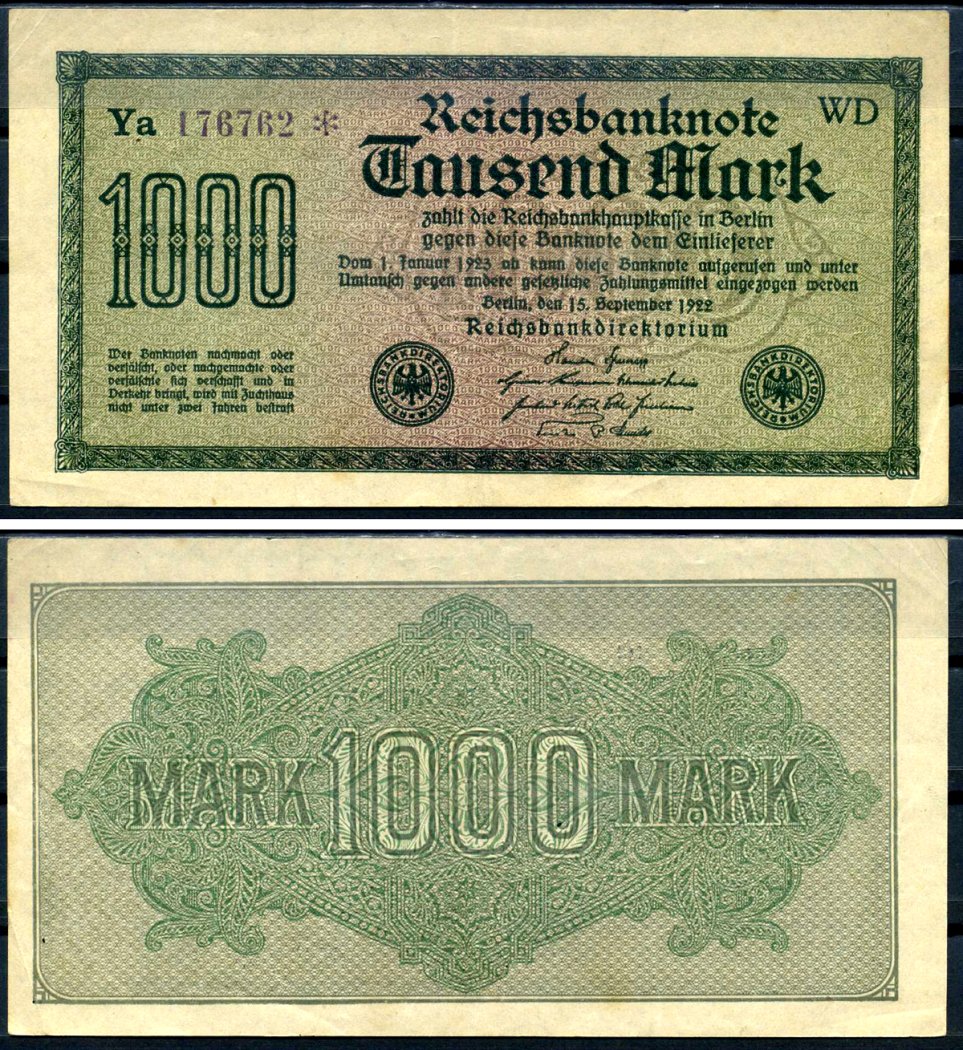 Ya 176762 *
WD
Reichsbanknote
Tausend Mark
1000
zahlt die Reichsbankhauptkasse in Berlin
gegen diese Banknote dem Einlieferer
Vom 1. Januar 1923 ab kann diese Banknote aufgerufen und unter
Umtausch gegen andere gesetzliche Zahlungsmittel eingezogen werden
Berlin, den 15. September 1922
Reichsbankdirektorium
Wer Banknoten nachmacht oder
verfälscht, oder nachgemachte oder
verfälschte sich verschafft und in
Verkehr bringt, wird mit Zuchthaus
nicht unter zwei Jahren bestraft
REICHSBANKDIREKTORIUM
REICHSBANKDIREKTORIUM
MARK 1000 MARK